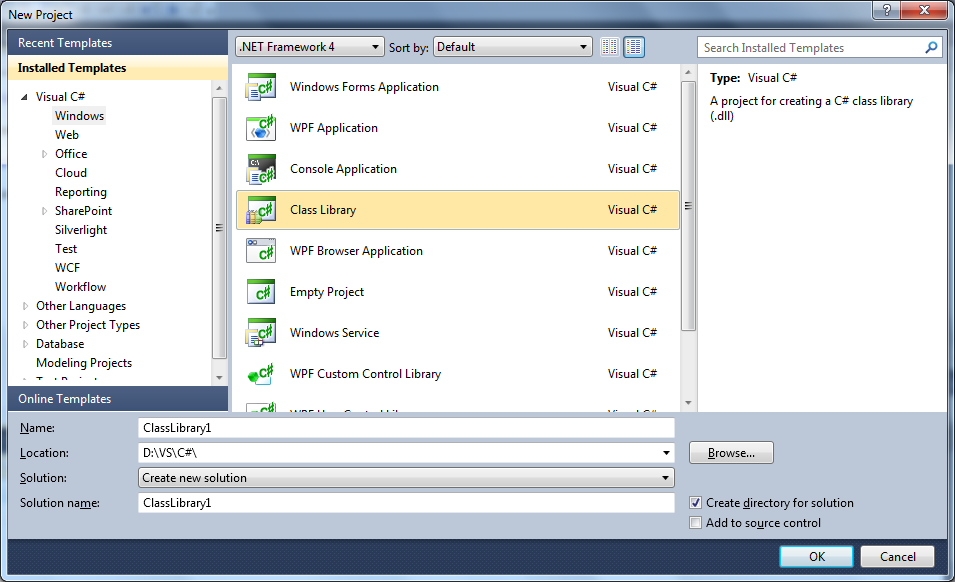 New Project
?
Recent Templates
Installed Templates
Visual C#
Windows
Web
Office
Cloud
Reporting
SharePoint
Silverlight
Test
WCF
Workflow
Other Languages
Other Project Types
Database
Modeling Projects
Online Templates
.NET Framework 4
Sort by:
Default
Search Installed Templates
Windows Forms Application Visual C#
WPF Application Visual C#
Console Application Visual C#
Class Library Visual C#
WPF Browser Application Visual C#
Empty Project Visual C#
Windows Service Visual C#
WPF Custom Control Library Visual C#
Type: Visual C#
A project for creating a C# class library
(.dll)
Name: ClassLibrary1
Location: D:\VS\C#\
Browse...
Solution: Create new solution
Solution name: ClassLibrary1
Create directory for solution
Add to source control
OK
Cancel